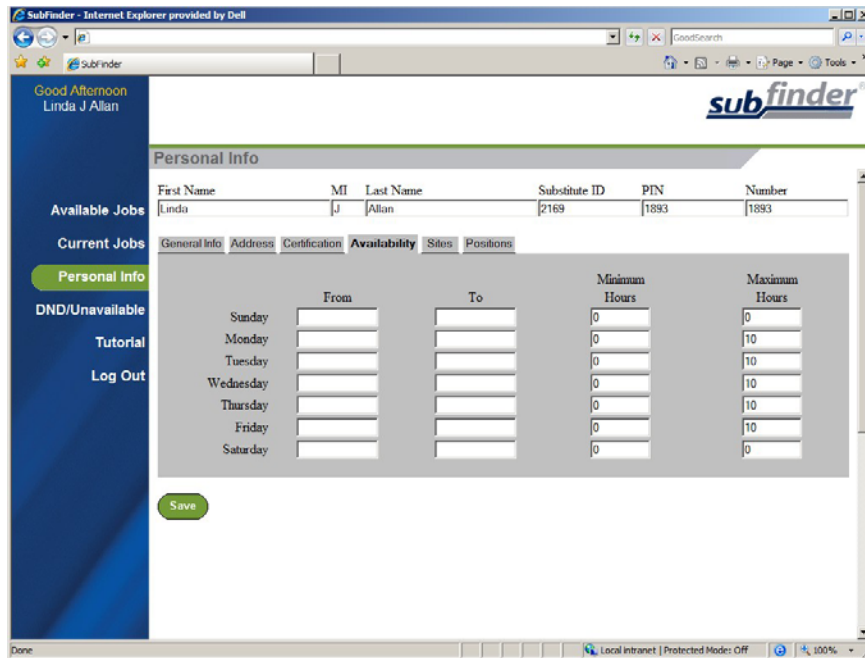 SubFinder - Internet Explorer provided by Dell
GoodSearch
SubFinder
Page
Tools
Good Afternoon
Linda J Allan
subfinder
Personal Info
First Name MI Last Name Substitute ID PIN Number
Linda J Allan 2169 1893 1893
Available Jobs
Current Jobs
Personal Info
DND/Unavailable
Tutorial
Log Out
General Info Address Certification Availability Sites Positions
From To Minimum Hours Maximum Hours
Sunday 0 0
Monday 0 10
Tuesday 0 10
Wednesday 0 10
Thursday 0 10
Friday 0 10
Saturday 0 0
Save
Done Local intranet | Protected Mode: Off 100%